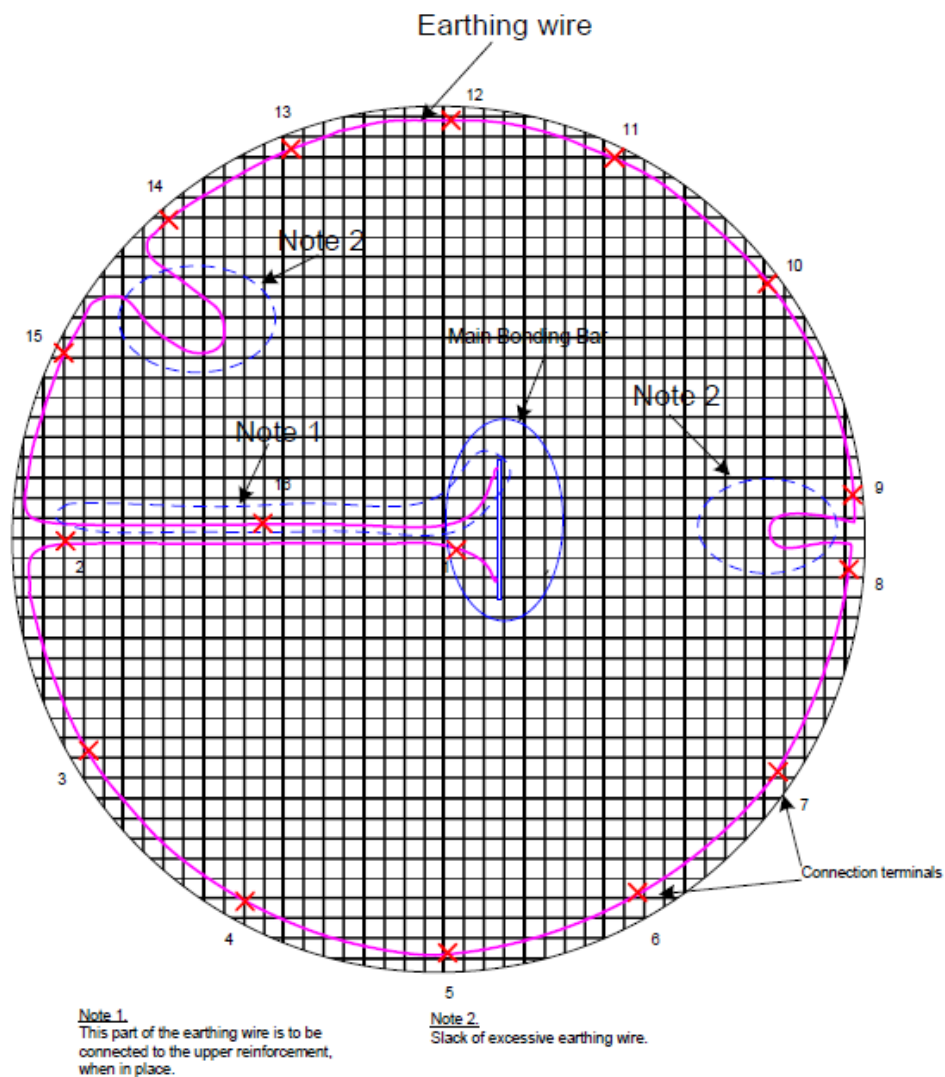 Earthing wire
12
13
11
14
Note 2
10
15
Main Bonding Bar
Note 2
Note 1
16
9
2
1
8
3
7
Connection terminals
4
6
5
Note 1.
Note 2.
This part of the earthing wire is to be
Slack of excessive earthing wire.
connected to the upper reinforcement,
when in place.